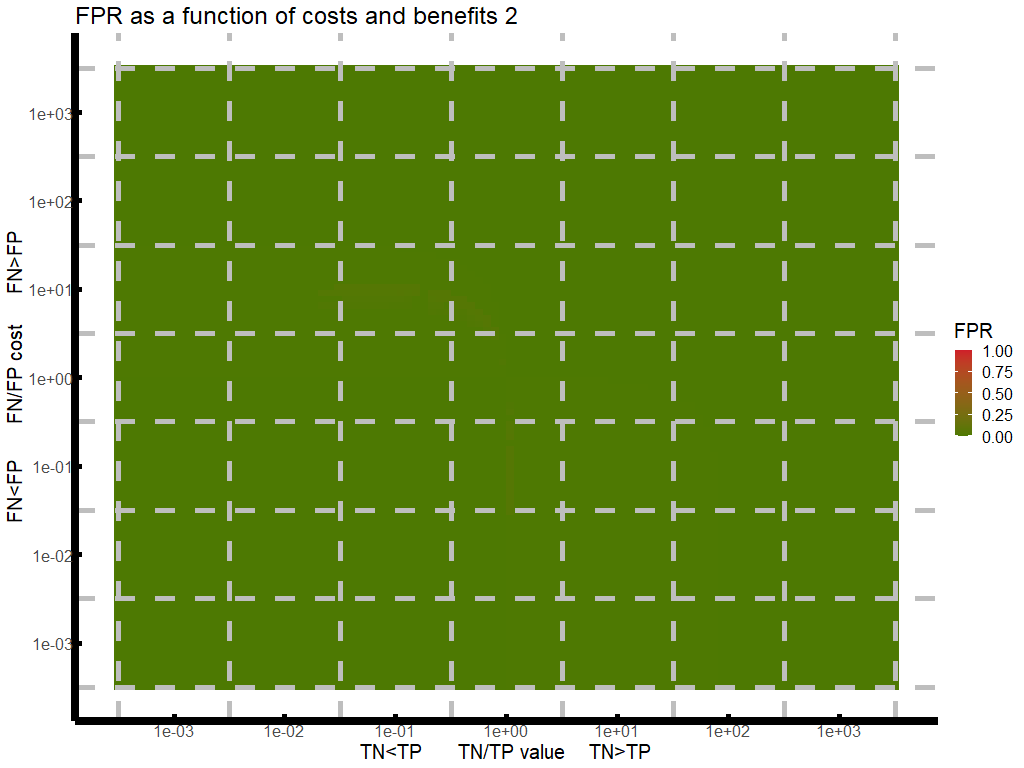 FPR as a function of costs and benefits 2
1e+03
1e+02
1e+01
1e+00
1e-01
1e-02
1e-03
FN<FP FN/FP cost FN>FP
1e-03 1e-02 1e-01 1e+00 1e+01 1e+02 1e+03
TN<TP TN/TP value TN>TP
FPR
1.00
0.75
0.50
0.25
0.00